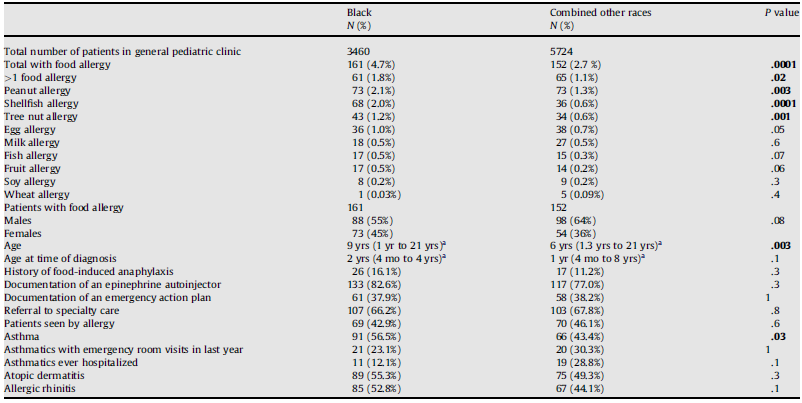 Black Combined other races P value
N (%) N (%)
Total number of patients in general pediatric clinic 3460 5724
Total with food allergy 161 (4.7%) 152 (2.7 %) .0001
>1 food allergy 61 (1.8%) 65 (1.1%) .02
Peanut allergy 73 (2.1%) 73 (1.3%) .003
Shellfish allergy 68 (2.0%) 36 (0.6%) .0001
Tree nut allergy 43 (1.2%) 34 (0.6%) .001
Egg allergy 36 (1.0%) 38 (0.7%) .05
Milk allergy 18 (0.5%) 27 (0.5%) .6
Fish allergy 17 (0.5%) 15 (0.3%) .07
Fruit allergy 17 (0.5%) 14 (0.2%) .06
Soy allergy 8 (0.2%) 9 (0.2%) .3
Wheat allergy 1 (0.03%) 5 (0.09%) .4
Patients with food allergy 161 152
Males 88 (55%) 98 (64%) .08
Females 73 (45%) 54 (36%)
Age 9 yrs (1 yr to 21 yrs)a 6 yrs (1.3 yrs to 21 yrs)a .003
Age at time of diagnosis 2 yrs (4 mo to 4 yrs)a 1 yr (4 mo to 8 yrs)a .1
History of food-induced anaphylaxis 26 (16.1%) 17 (11.2%) .3
Documentation of an epinephrine autoinjector 133 (82.6%) 117 (77.0%) .3
Documentation of an emergency action plan 61 (37.9%) 58 (38.2%) 1
Referral to specialty care 107 (66.2%) 103 (67.8%) .8
Patients seen by allergy 69 (42.9%) 70 (46.1%) .6
Asthma 91 (56.5%) 66 (43.4%) .03
Asthmatics with emergency room visits in last year 21 (23.1%) 20 (30.3%) 1
Asthmatics ever hospitalized 11 (12.1%) 19 (28.8%) .1
Atopic dermatitis 89 (55.3%) 75 (49.3%) .3
Allergic rhinitis 85 (52.8%) 67 (44.1%) .1